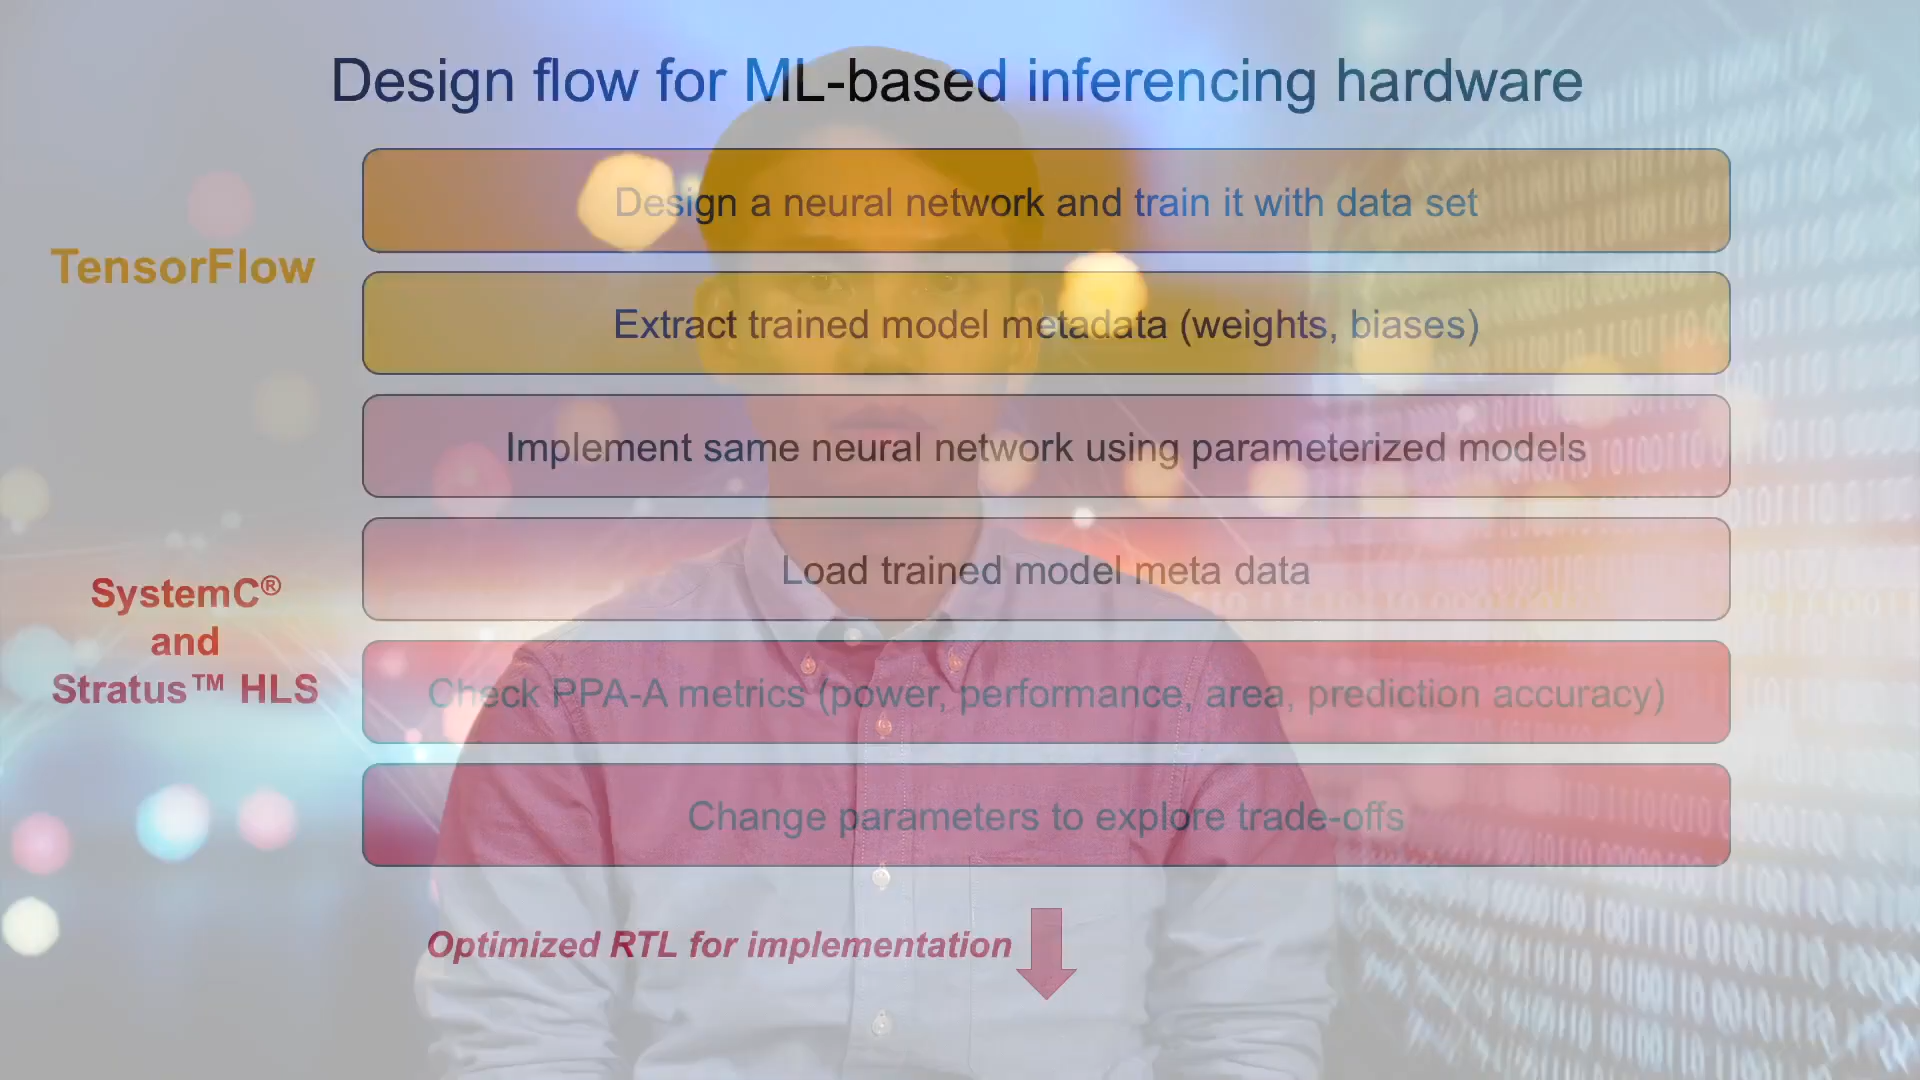 Design flow for ML-based inferencing hardware
TensorFlow
Design a neural network and train it with data set
Extract trained model metadata (weights, biases)
SystemC®
and
Stratus™ HLS
Implement same neural network using parameterized models
Load trained model meta data
Check PPA-A metrics (power, performance, area, prediction accuracy)
Change parameters to explore trade-offs
Optimized RTL for implementation